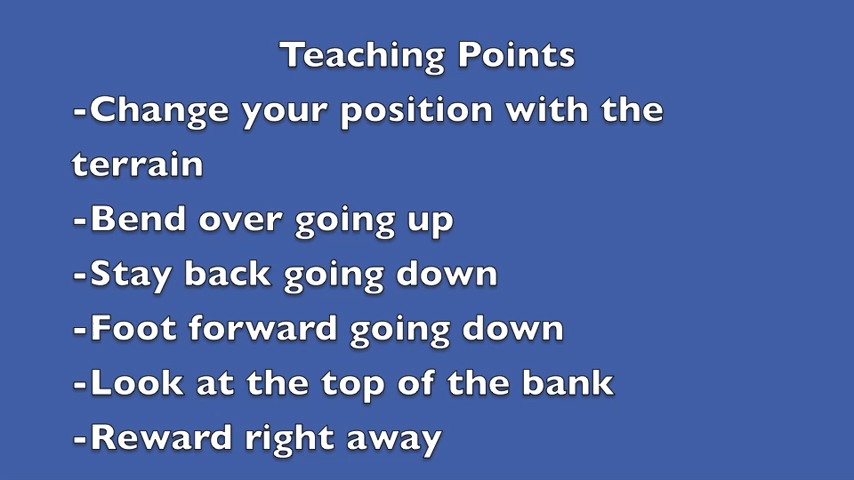 Teaching Points
-Change your position with the
terrain
-Bend over going up
-Stay back going down
-Foot forward going down
-Look at the top of the bank
-Reward right away